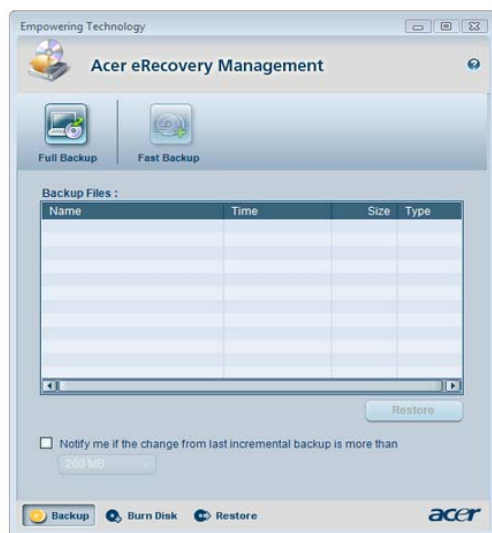 Empowering Technology
Acer eRecovery Management
Full Backup
Fast Backup
Backup Files :
Name Time Size Type
Restore
Notify me if the change from last incremental backup is more than
200 MB
Backup Burn Disk Restore acer